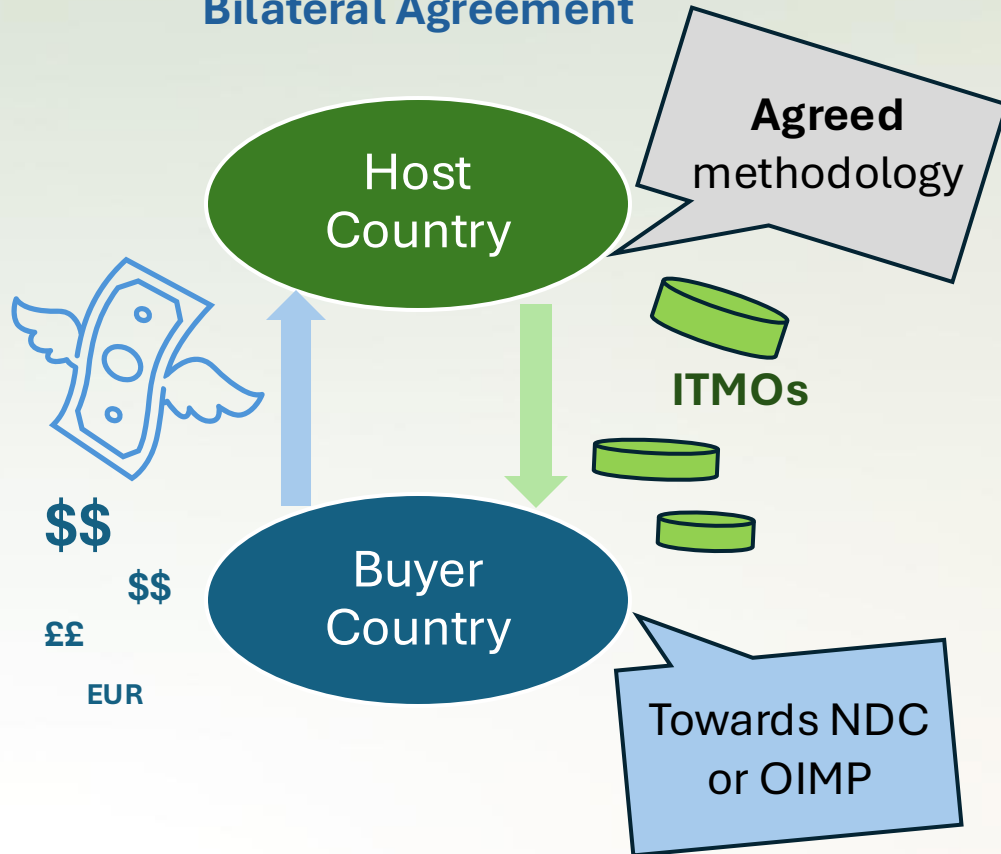 Bilateral Agreement
Agreed
methodology
Host
Country
ITMOs
$$
$$
££
EUR
Buyer
Country
Towards NDC
or OIMP